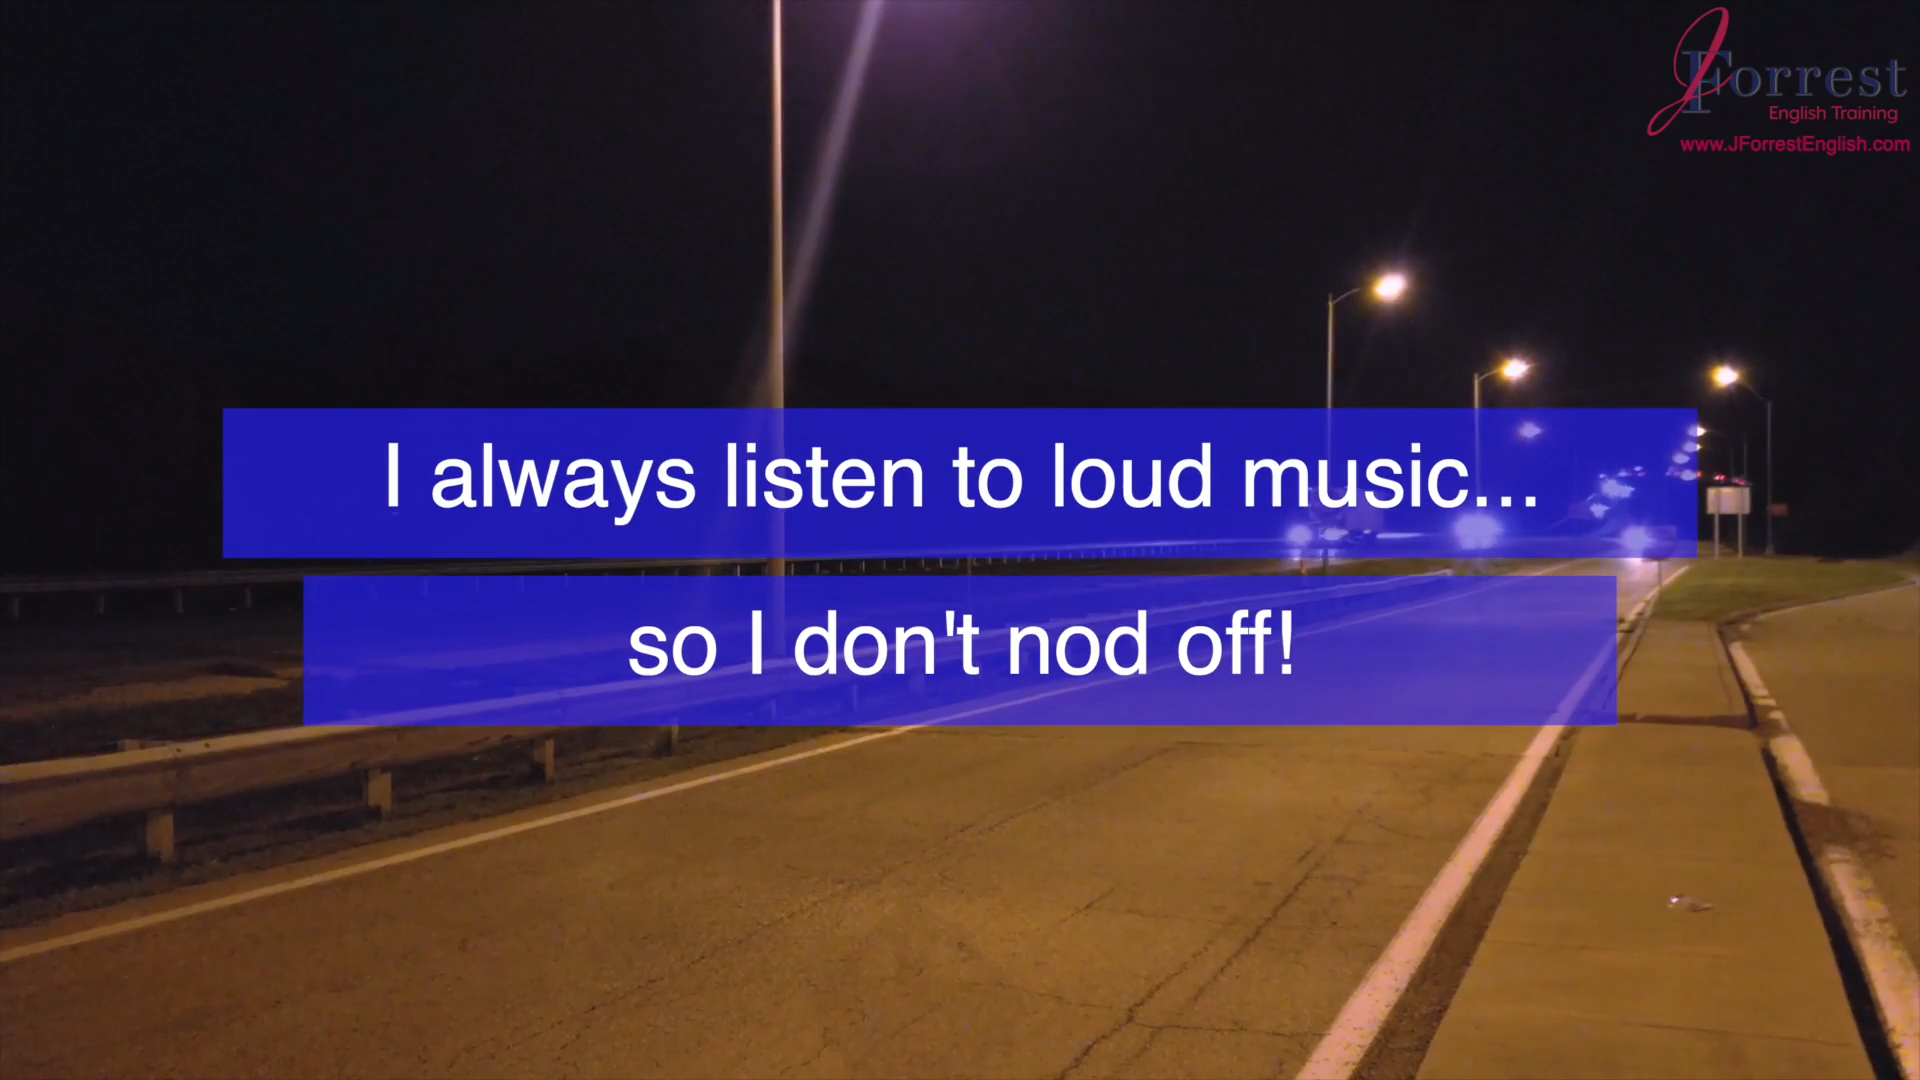 JForrest
English Training
www.JForrestEnglish.com
I always listen to loud music...
so I don't nod off!